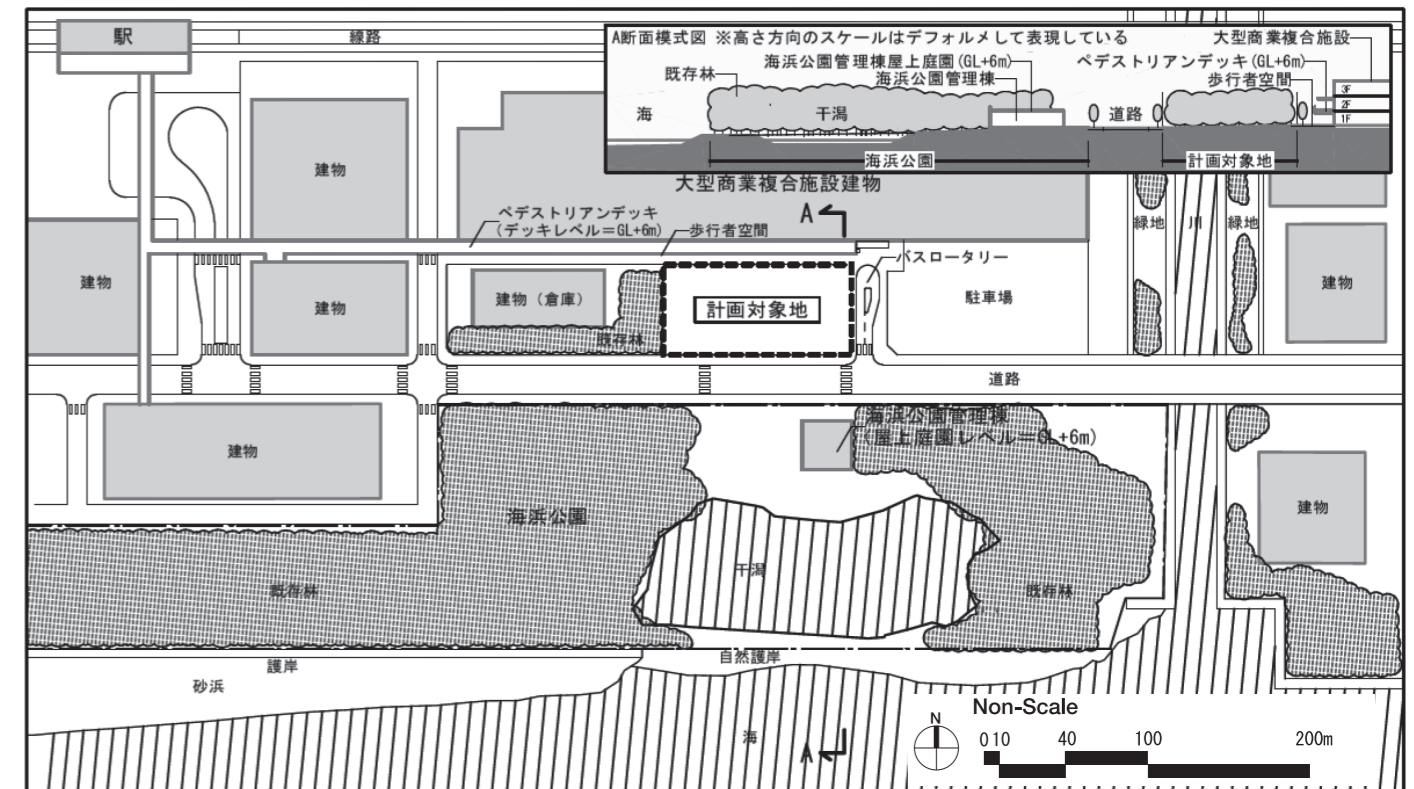 駅
線路
A断面模式図 ※高さ方向のスケールはデフォルメして表現している
大型商業複合施設
海浜公園管理棟屋上庭園(GL+6m)
ペデストリアンデッキ(GL+6m)
既存林
海浜公園管理棟
歩行者空間
海
干潟
道路
3F
2F
1F
海浜公園
計画対象地
建物
大型商業複合施設建物
ペデストリアンデッキ
(デッキレベル=GL+6m)
歩行者空間
A
緑地
川
緑地
バスロータリー
建物
建物
建物(倉庫)
計画対象地
駐車場
建物
建物
既存林
道路
海浜公園管理棟
(屋上庭園レベル=GL+6m)
建物
建物
海浜公園
干潟
既存林
既存林
護岸
自然護岸
砂浜
海
A
Non-Scale
N
0 10 40 100 200m